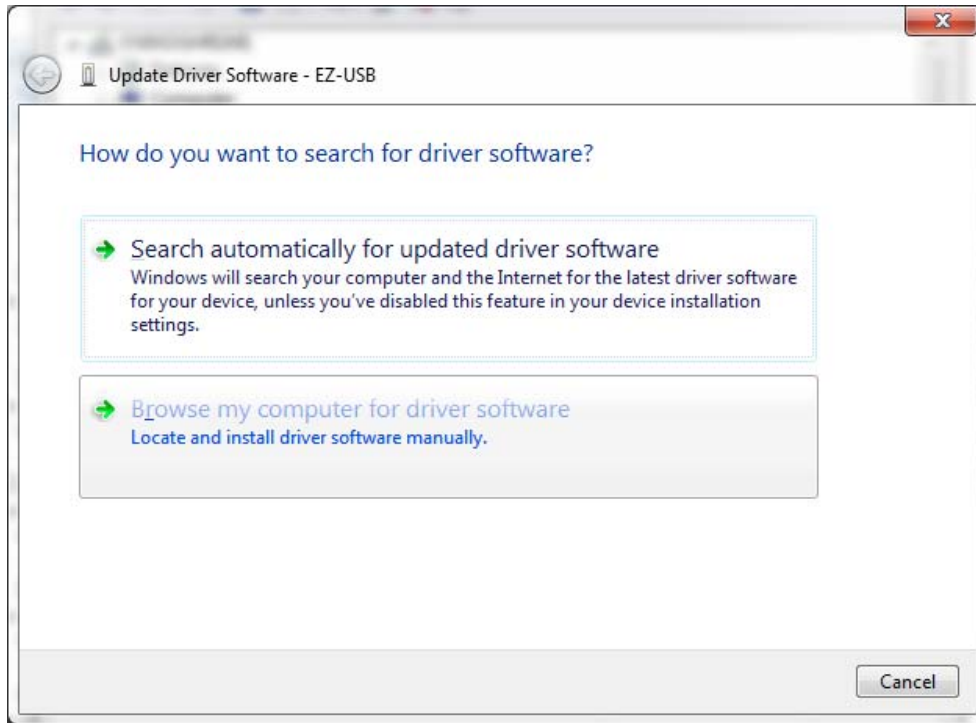 Update Driver Software - EZ-USB
How do you want to search for driver software?
Search automatically for updated driver software
Windows will search your computer and the Internet for the latest driver software
for your device, unless you've disabled this feature in your device installation
settings.
Browse my computer for driver software
Locate and install driver software manually.
Cancel